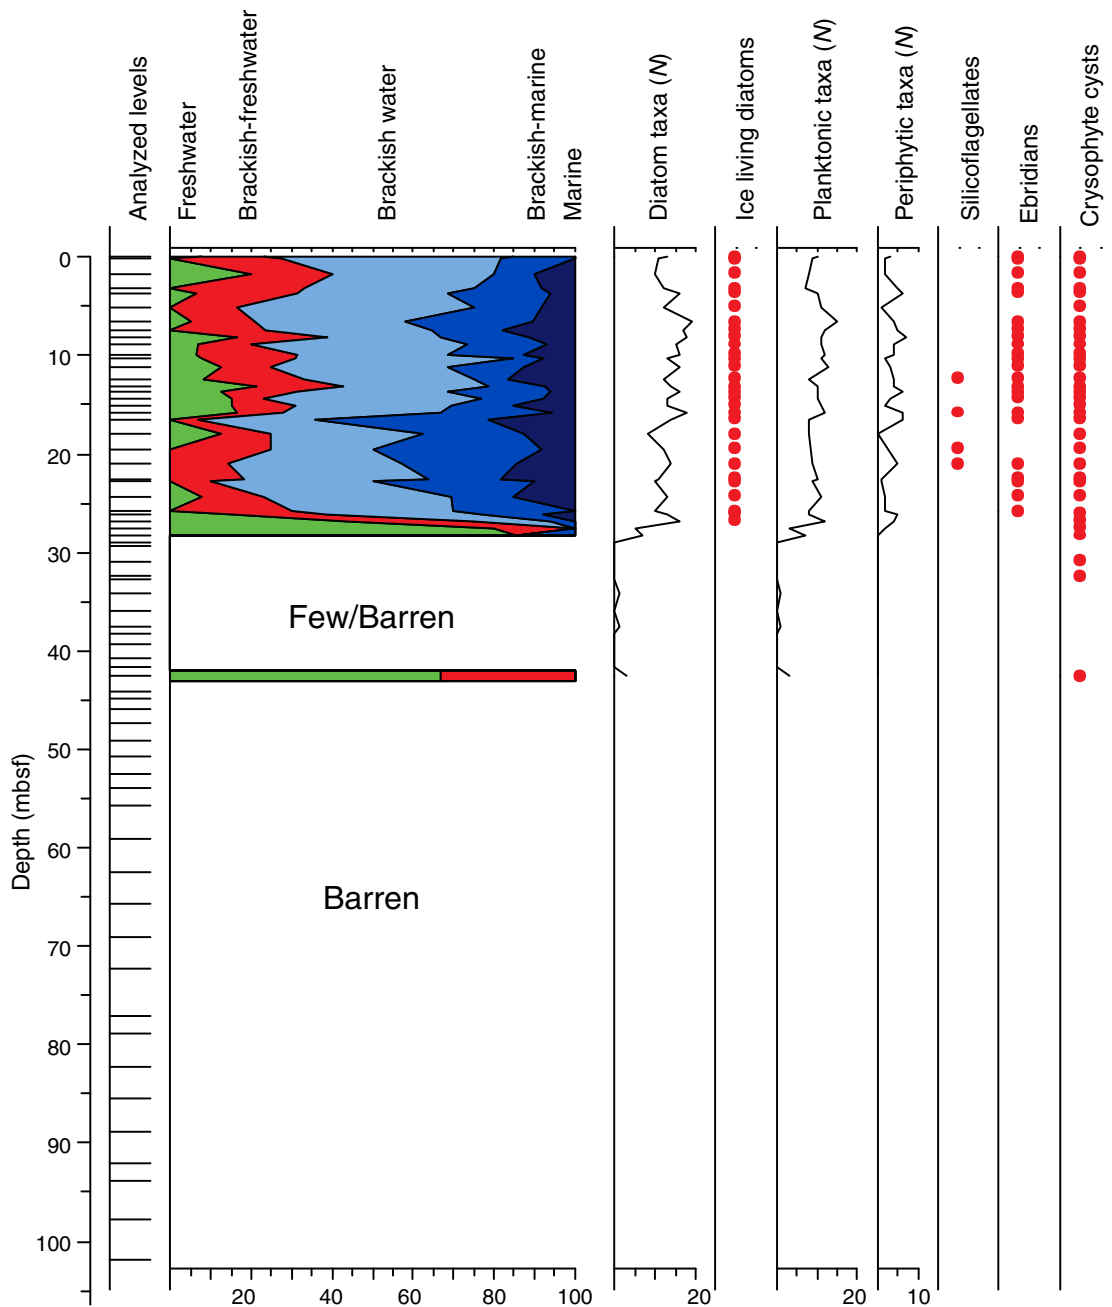 Analyzed levels
Freshwater
Brackish-freshwater
Brackish water
Brackish-marine
Marine
Diatom taxa (N)
Ice living diatoms
Planktonic taxa (N)
Periphytic taxa (N)
Silicoflagellates
Ebridians
Crysophyte cysts
0
10
20
30
40
50
60
70
80
90
100
Depth (mbsf)
Few/Barren
Barren
20 40 60 80 100
20
20
10